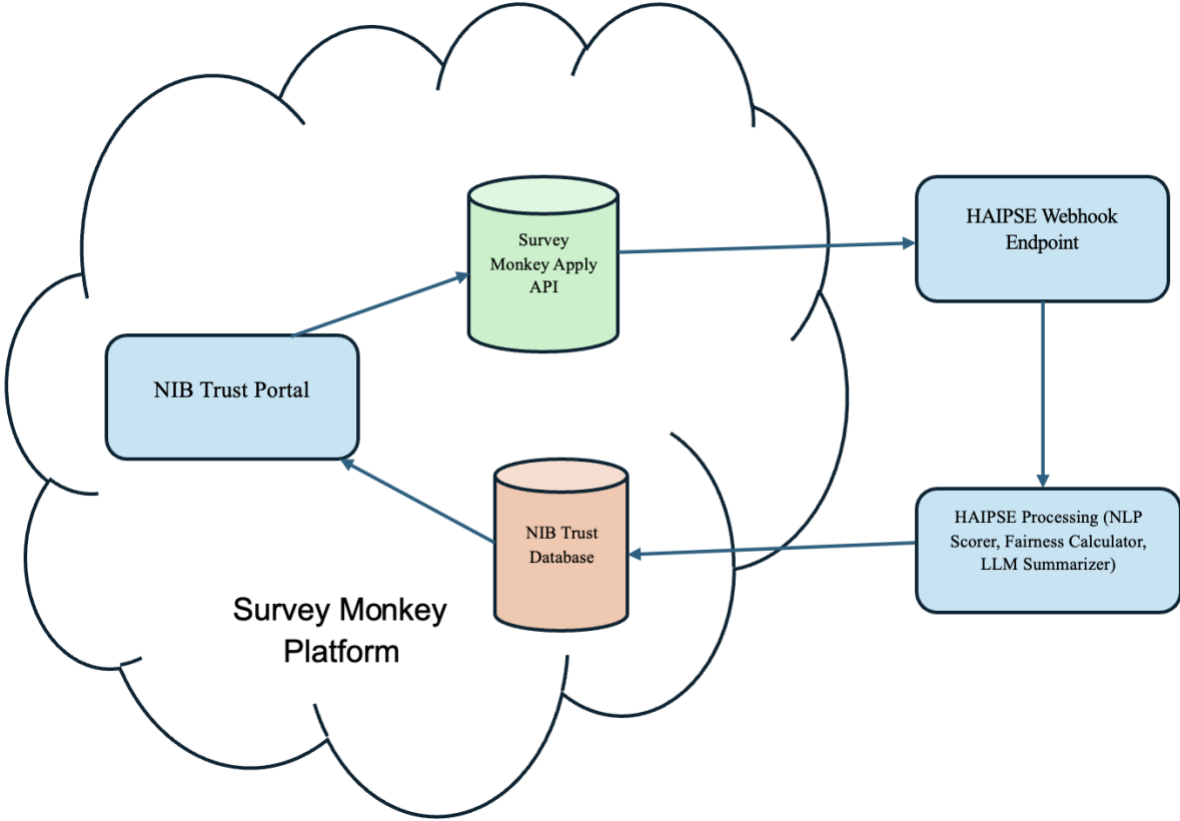 Survey
Monkey Apply
API
HAIPSE Webhook
Endpoint
NIB Trust Portal
NIB Trust
Database
HAIPSE Processing (NLP
Scorer, Fairness Calculator,
LLM Summarizer)
Survey Monkey
Platform